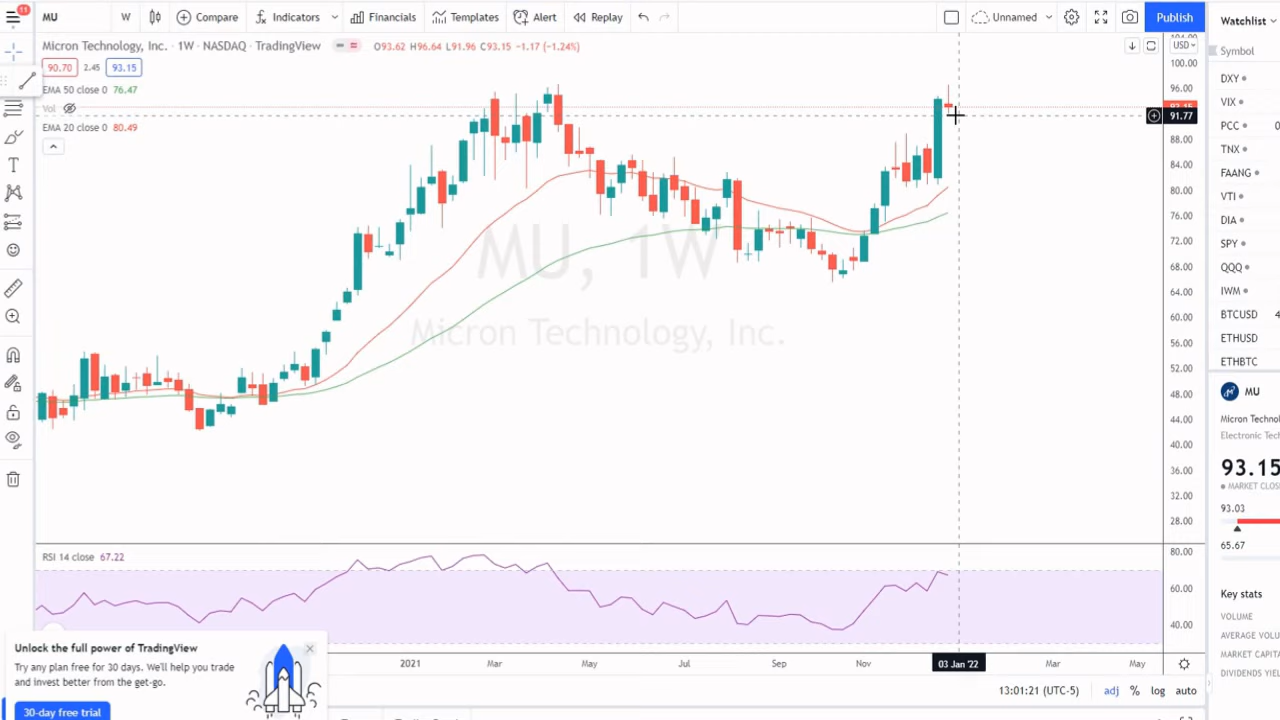 11
MU W Compare Indicators Financials Templates Alert Replay Unnamed Publish Watchlist
Micron Technology, Inc. · 1W · NASDAQ · TradingView O93.62 H96.64 L91.96 C93.15 −1.17 (−1.24%)
USD
90.70 2.45 93.15
EMA 50 close 0 76.47
Vol
EMA 20 close 0 80.49
104.00
100.00
96.00
93.15
91.77
88.00
84.00
80.00
76.00
72.00
68.00
64.00
60.00
56.00
52.00
48.00
44.00
40.00
36.00
32.00
28.00
MU, 1W
Micron Technology, Inc.
Symbol
DXY
VIX
PCC 0
TNX
FAANG
VTI
DIA
SPY
QQQ
IWM
BTCUSD 4
ETHUSD
ETHBTC
MU
Micron Technol
Electronic Tech
93.15
MARKET CLOS
93.03
65.67
Key stats
VOLUME
AVERAGE VOLU
MARKET CAPITA
DIVIDENDS YIEL
RSI 14 close 67.22
80.00
60.00
40.00
2021 Mar May Jul Sep Nov 03 Jan '22 Mar May
Unlock the full power of TradingView
Try any plan free for 30 days. We'll help you trade
and invest better from the get-go.
30-day free trial
13:01:21 (UTC-5) adj % log auto